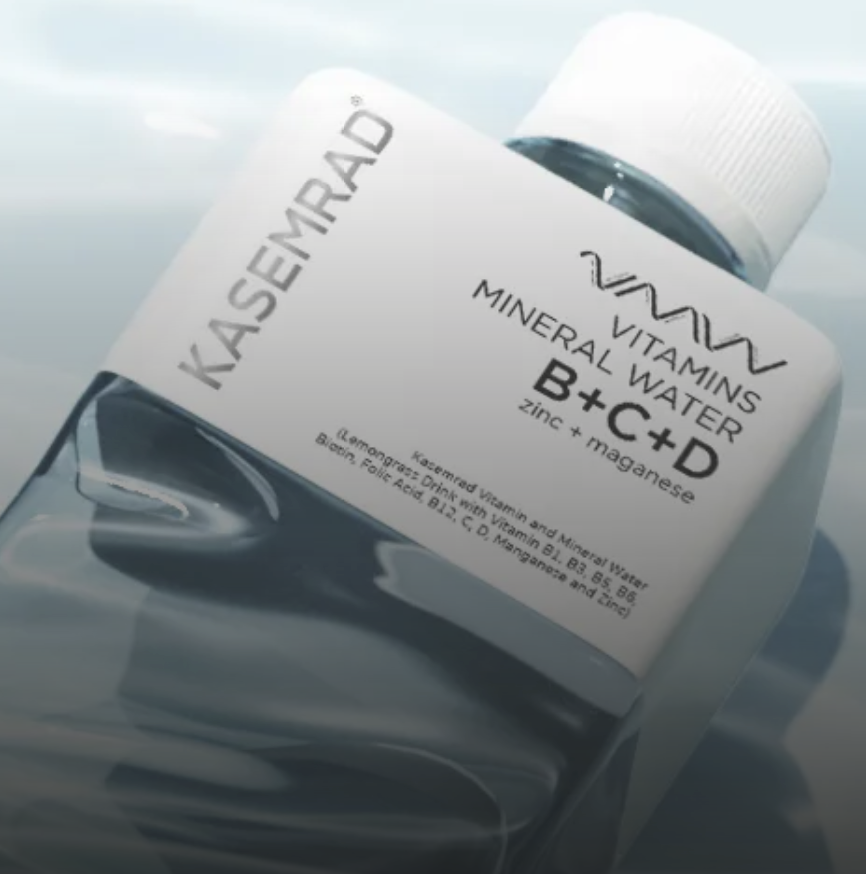 KASEMRAD®
VITAMINS
MINERAL WATER
B+C+D
zinc + maganese
Kasemrad Vitamin and Mineral Water
(Lemongrass Drink with Vitamin B1, B3, B5, B6,
Biotin, Folic Acid, B12, C, D, Manganese and Zinc)